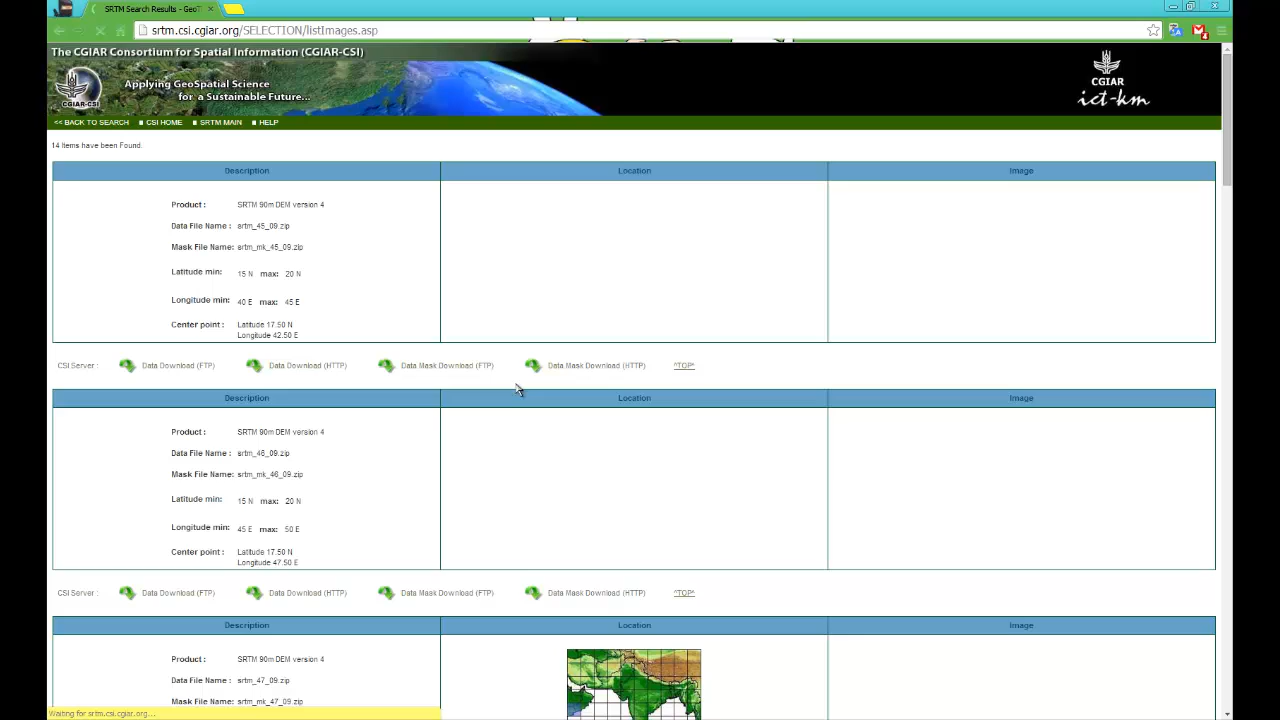 SRTM Search Results - GeoT
srtm.csi.cgiar.org/SELECTION/listImages.asp
The CGIAR Consortium for Spatial Information (CGIAR-CSI)
CGIAR-CSI
Applying GeoSpatial Science
for a Sustainable Future...
CGIAR
ict-km
<< BACK TO SEARCH CSI HOME SRTM MAIN HELP
14 Items have been Found.
Description Location Image
Product : SRTM 90m DEM version 4
Data File Name : srtm_45_09.zip
Mask File Name: srtm_mk_45_09.zip
Latitude min: 15 N max: 20 N
Longitude min: 40 E max: 45 E
Center point : Latitude 17.50 N
Longitude 42.50 E
CSI Server : Data Download (FTP) Data Download (HTTP) Data Mask Download (FTP) Data Mask Download (HTTP) ^TOP^
Description Location Image
Product : SRTM 90m DEM version 4
Data File Name : srtm_46_09.zip
Mask File Name: srtm_mk_46_09.zip
Latitude min: 15 N max: 20 N
Longitude min: 45 E max: 50 E
Center point : Latitude 17.50 N
Longitude 47.50 E
CSI Server : Data Download (FTP) Data Download (HTTP) Data Mask Download (FTP) Data Mask Download (HTTP) ^TOP^
Description Location Image
Product : SRTM 90m DEM version 4
Data File Name : srtm_47_09.zip
Mask File Name: srtm_mk_47_09.zip
Waiting for srtm.csi.cgiar.org...